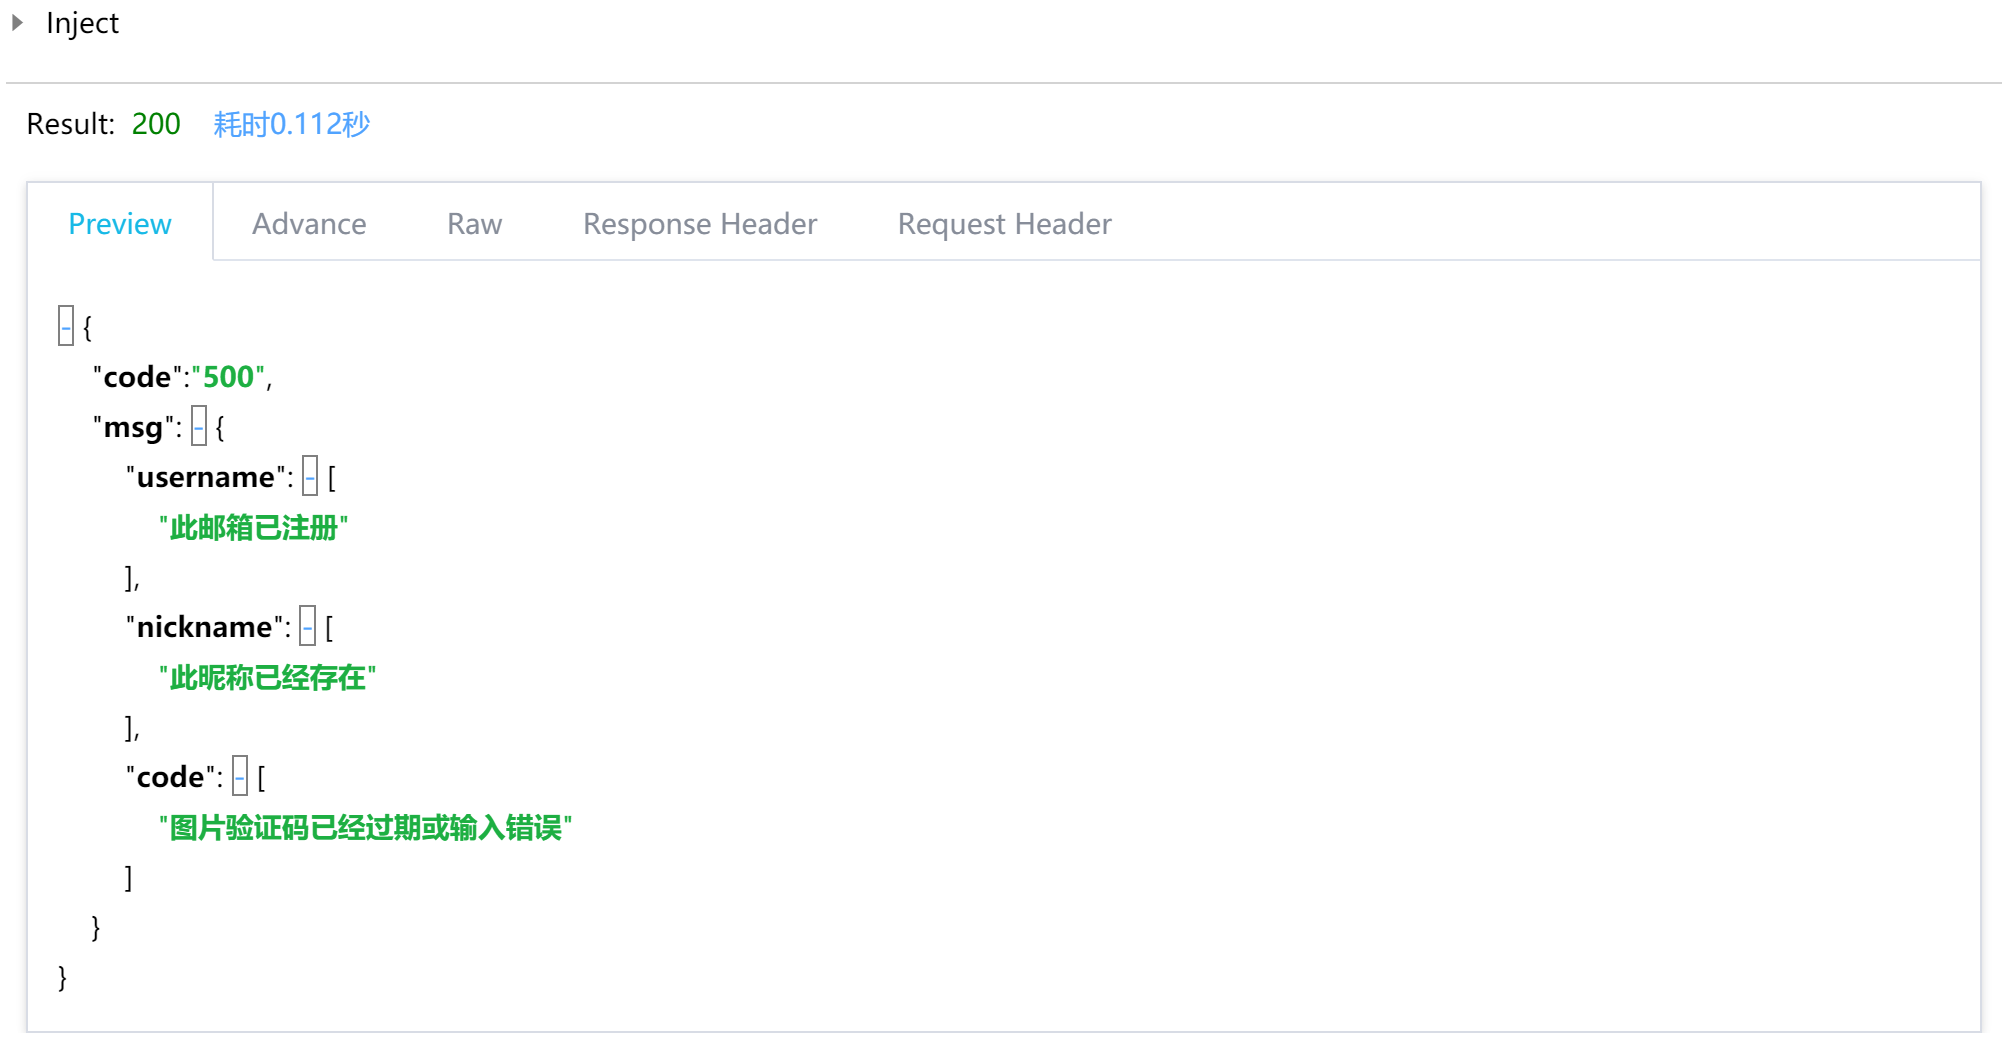 Inject
Result: 200 耗时0.112秒
Preview Advance Raw Response Header Request Header
- {
"code":"500",
"msg": - {
"username": - [
"此邮箱已注册"
],
"nickname": - [
"此昵称已经存在"
],
"code": - [
"图片验证码已经过期或输入错误"
]
}
}